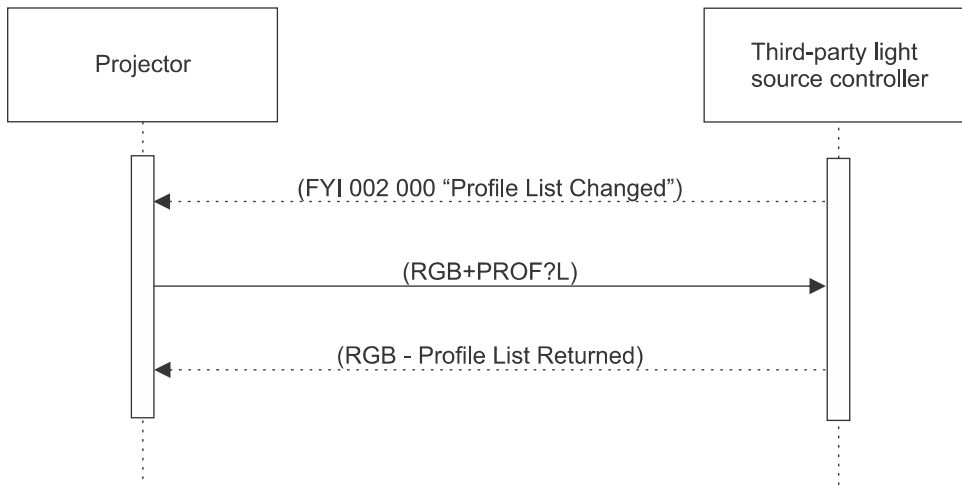 Projector
Third-party light
source controller
(FYI 002 000 “Profile List Changed”)
(RGB+PROF?L)
(RGB - Profile List Returned)